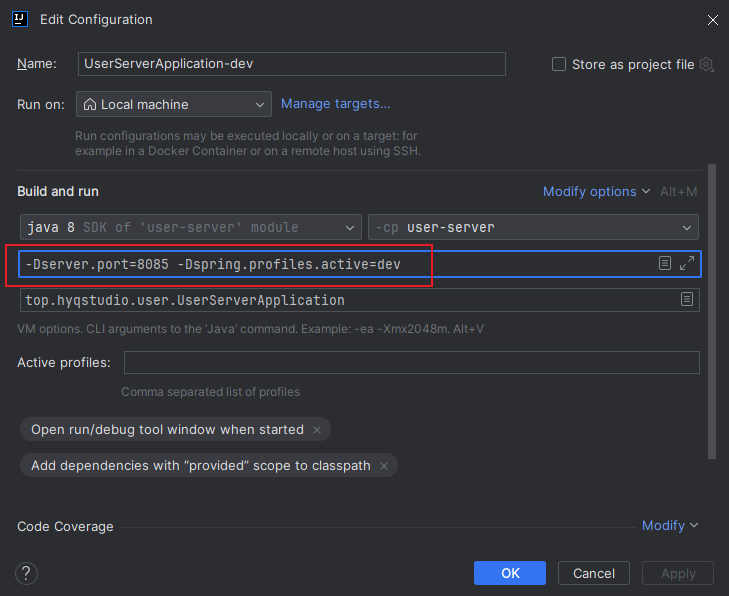 IJ Edit Configuration
Name: UserServerApplication-dev Store as project file
Run on: Local machine Manage targets...
Run configurations may be executed locally or on a target: for
example in a Docker Container or on a remote host using SSH.
Build and run Modify options Alt+M
java 8 SDK of 'user-server' module -cp user-server
-Dserver.port=8085 -Dspring.profiles.active=dev
top.hyqstudio.user.UserServerApplication
VM options. CLI arguments to the ‘Java’ command. Example: -ea -Xmx2048m. Alt+V
Active profiles:
Comma separated list of profiles
Open run/debug tool window when started ×
Add dependencies with “provided” scope to classpath ×
Code Coverage Modify
? OK Cancel Apply